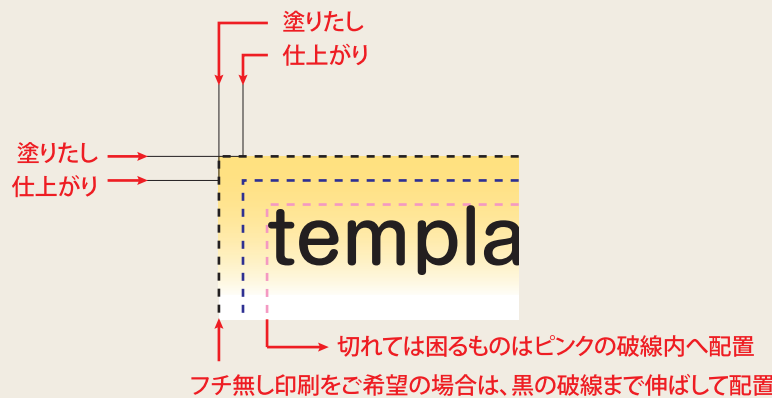 塗りたし
仕上がり
塗りたし
仕上がり
templa
切れては困るものはピンクの破線内へ配置
フチ無し印刷をご希望の場合は、黒の破線まで伸ばして配置